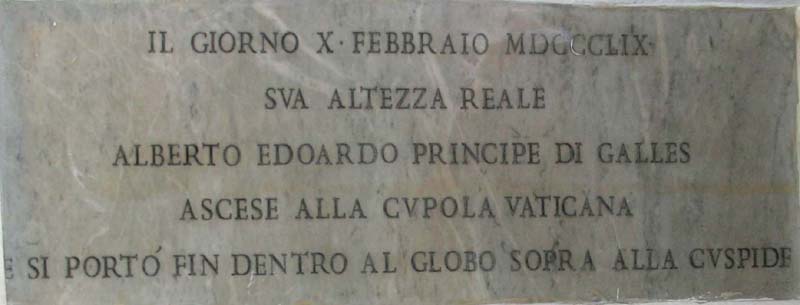 IL GIORNO X · FEBBRAIO MDCCCLIX·
SVA ALTEZZA REALE
ALBERTO EDOARDO PRINCIPE DI GALLES
ASCESE ALLA CVPOLA VATICANA
E SI PORTÓ FIN DENTRO AL GLOBO SOPRA ALLA CVSPIDE